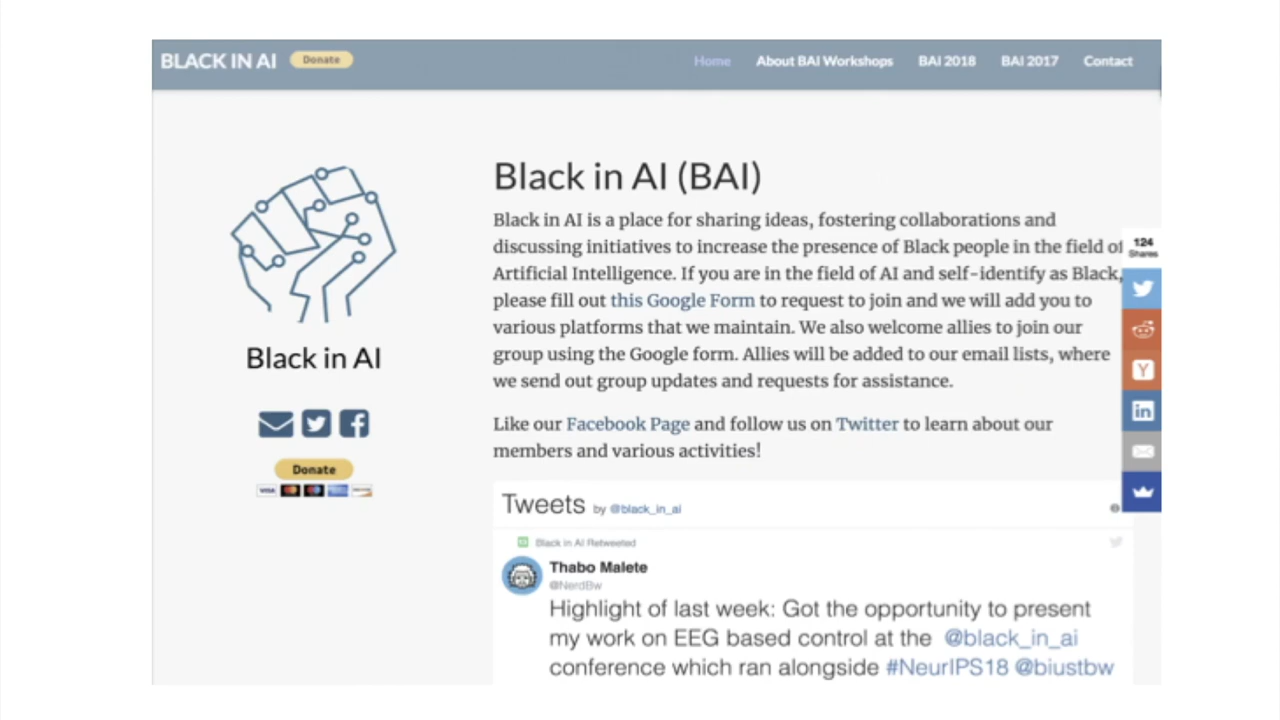 BLACK IN AI Donate Home About BAI Workshops BAI 2018 BAI 2017 Contact
Black in AI (BAI)
Black in AI is a place for sharing ideas, fostering collaborations and
discussing initiatives to increase the presence of Black people in the field of
Artificial Intelligence. If you are in the field of AI and self-identify as Black,
please fill out this Google Form to request to join and we will add you to
various platforms that we maintain. We also welcome allies to join our
group using the Google form. Allies will be added to our email lists, where
we send out group updates and requests for assistance.
Like our Facebook Page and follow us on Twitter to learn about our
members and various activities!
124
Shares
Black in AI
Donate
VISA
Tweets by @black_in_ai
Black in AI Retweeted
Thabo Malete
@NerdBw
Highlight of last week: Got the opportunity to present
my work on EEG based control at the @black_in_ai
conference which ran alongside #NeurIPS18 @biustbw